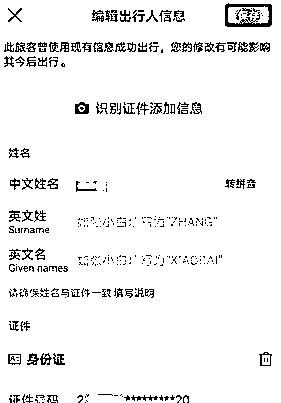 编辑出行人信息
保存
此旅客曾使用现有信息成功出行，您的修改有可能影响
其今后出行。
识别证件添加信息
姓名
中文姓名
转拼音
英文姓
Surname
写为"ZHANG"
英文名
Given names
写为"XIAOBAI"
请确保姓名与证件一致 填写说明
证件
身份证
证件号码 2*********20